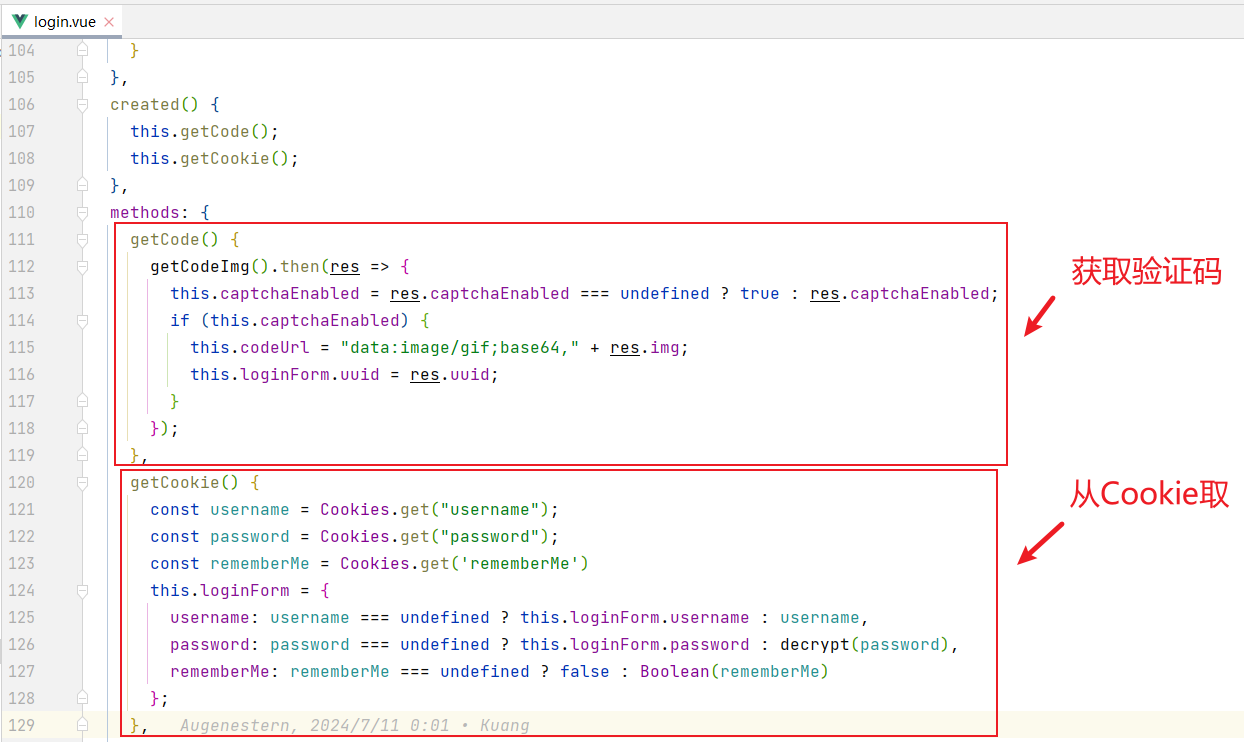 login.vue
104 }
105 },
106 created() {
107 this.getCode();
108 this.getCookie();
109 },
110 methods: {
111 getCode() {
112 getCodeImg().then(res => {
113 this.captchaEnabled = res.captchaEnabled === undefined ? true : res.captchaEnabled;
获取验证码
114 if (this.captchaEnabled) {
115 this.codeUrl = "data:image/gif;base64," + res.img;
116 this.loginForm.uuid = res.uuid;
117 }
118 });
119 },
120 getCookie() {
从Cookie取
121 const username = Cookies.get("username");
122 const password = Cookies.get("password");
123 const rememberMe = Cookies.get('rememberMe')
124 this.loginForm = {
125 username: username === undefined ? this.loginForm.username : username,
126 password: password === undefined ? this.loginForm.password : decrypt(password),
127 rememberMe: rememberMe === undefined ? false : Boolean(rememberMe)
128 };
129 }, Augenestern, 2024/7/11 0:01 • Kuang